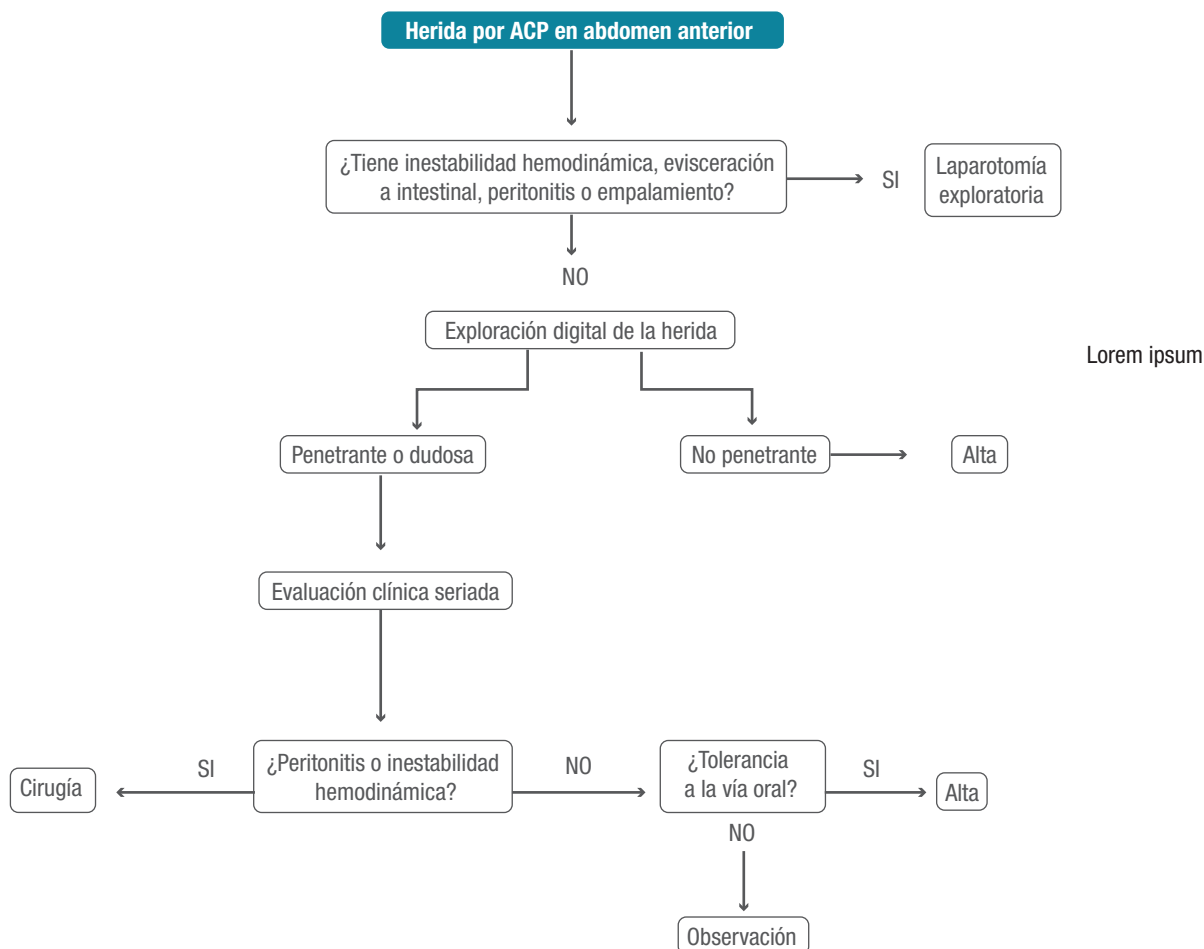 Herida por ACP en abdomen anterior
¿Tiene inestabilidad hemodinámica, evisceración
a intestinal, peritonitis o empalamiento?
SI
Laparotomía
exploratoria
NO
Exploración digital de la herida
Lorem ipsum
Penetrante o dudosa
No penetrante
Alta
Evaluación clínica seriada
Cirugía
SI
¿Peritonitis o inestabilidad
hemodinámica?
NO
¿Tolerancia
a la vía oral?
SI
Alta
NO
Observación